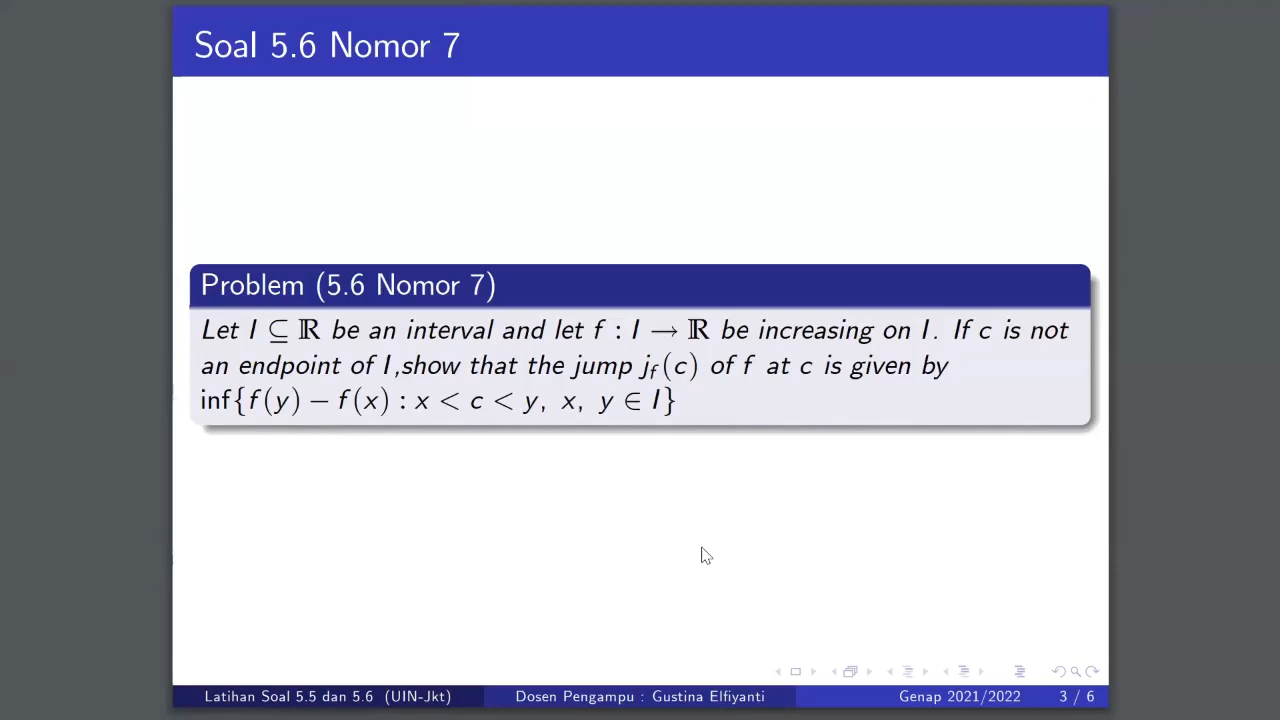 Soal 5.6 Nomor 7
Problem (5.6 Nomor 7)
Let I ⊆ ℝ be an interval and let f : I → ℝ be increasing on I. If c is not
an endpoint of I,show that the jump j_f(c) of f at c is given by
inf{f(y) − f(x) : x < c < y, x, y ∈ I}
Latihan Soal 5.5 dan 5.6 (UIN-Jkt) Dosen Pengampu : Gustina Elfiyanti Genap 2021/2022 3 / 6